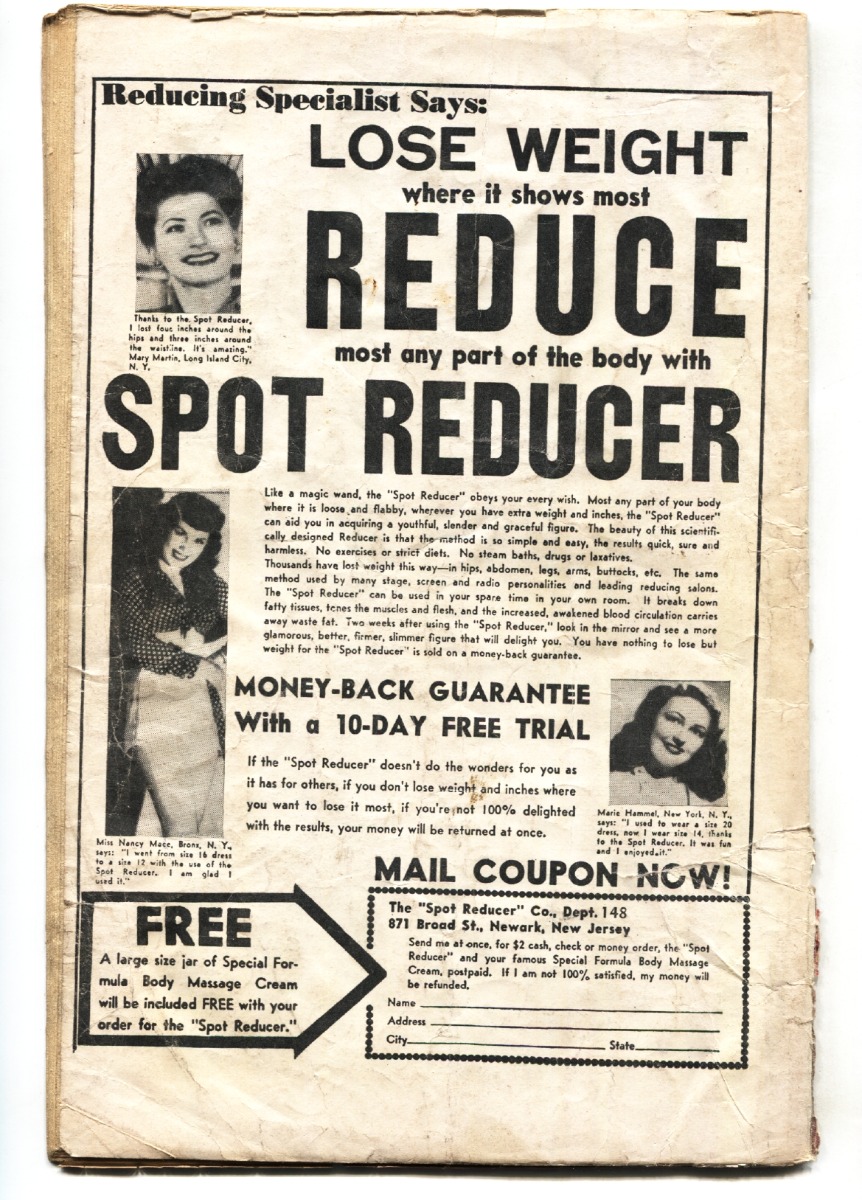 Reducing Specialist Says:
LOSE WEIGHT
where it shows most
REDUCE
most any part of the body with
SPOT REDUCER
Thanks to the Spot Reducer,
I lost four inches around the
hips and three inches around
the waistline. It's amazing."
Mary Martin, Long Island City,
N. Y.
Like a magic wand, the "Spot Reducer" obeys your every wish. Most any part of your body
where it is loose and flabby, wherever you have extra weight and inches, the "Spot Reducer"
can aid you in acquiring a youthful, slender and graceful figure. The beauty of this scientifi-
cally designed Reducer is that the method is so simple and easy, the results quick, sure and
harmless. No exercises or strict diets. No steam baths, drugs or laxatives.
Thousands have lost weight this way—in hips, abdomen, legs, arms, buttocks, etc. The same
method used by many stage, screen and radio personalities and leading reducing salons.
The "Spot Reducer" can be used in your spare time in your own room. It breaks down
fatty tissues, tones the muscles and flesh, and the increased, awakened blood circulation carries
away waste fat. Two weeks after using the "Spot Reducer," look in the mirror and see a more
glamorous, better, firmer, slimmer figure that will delight you. You have nothing to lose but
weight for the "Spot Reducer" is sold on a money-back guarantee.
MONEY-BACK GUARANTEE
With a 10-DAY FREE TRIAL
If the "Spot Reducer" doesn't do the wonders for you as
it has for others, if you don't lose weight and inches where
you want to lose it most, if you're not 100% delighted
with the results, your money will be returned at once.
Marie Hammel, New York, N. Y.,
says: "I used to wear a size 20
dress, now I wear size 14, thanks
to the Spot Reducer. It was fun
and I enjoyed it."
Miss Nancy Mace, Bronx, N. Y.,
says: "I went from size 16 dress
to a size 12 with the use of the
Spot Reducer. I am glad I
used it."
MAIL COUPON NOW!
FREE
A large size jar of Special For-
mula Body Massage Cream
will be included FREE with your
order for the "Spot Reducer."
The "Spot Reducer" Co., Dept. 148
871 Broad St., Newark, New Jersey
Send me at once, for $2 cash, check or money order, the "Spot
Reducer" and your famous Special Formula Body Massage
Cream, postpaid. If I am not 100% satisfied, my money will
be refunded.
Name
Address
City State